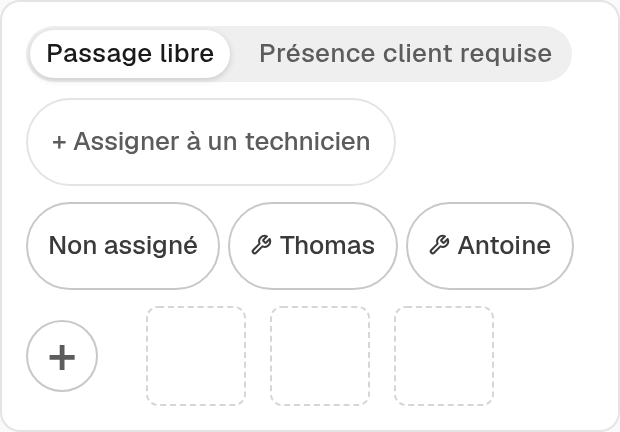 Passage libre Présence client requise
+ Assigner à un technicien
Non assigné Thomas Antoine
+